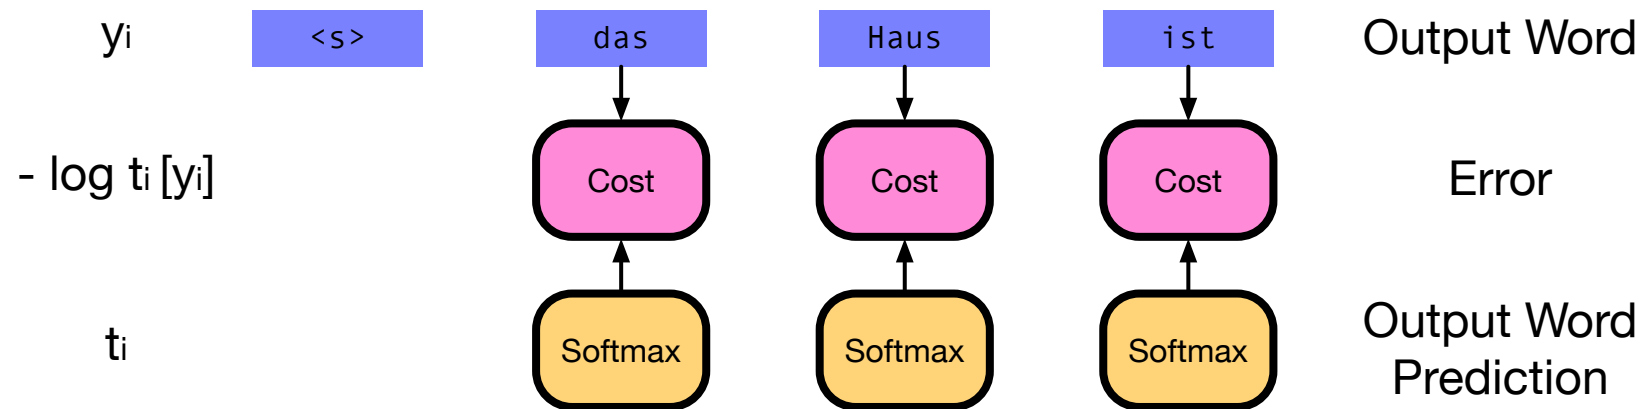 yi <s> das Haus ist Output Word
- log ti [yi] Cost Cost Cost Error
ti Softmax Softmax Softmax Output Word
Prediction